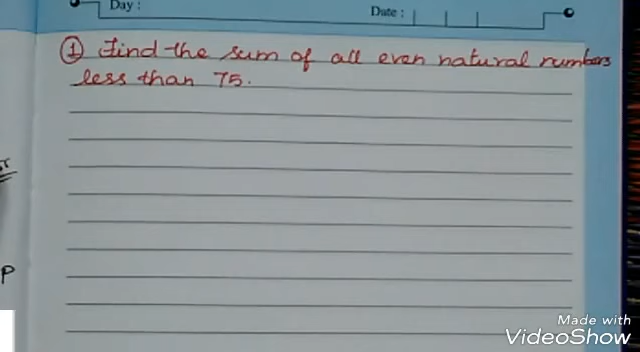 Day :
Date :
① Find the sum of all even natural numbers
less than 75.
P
Made with
VideoShow